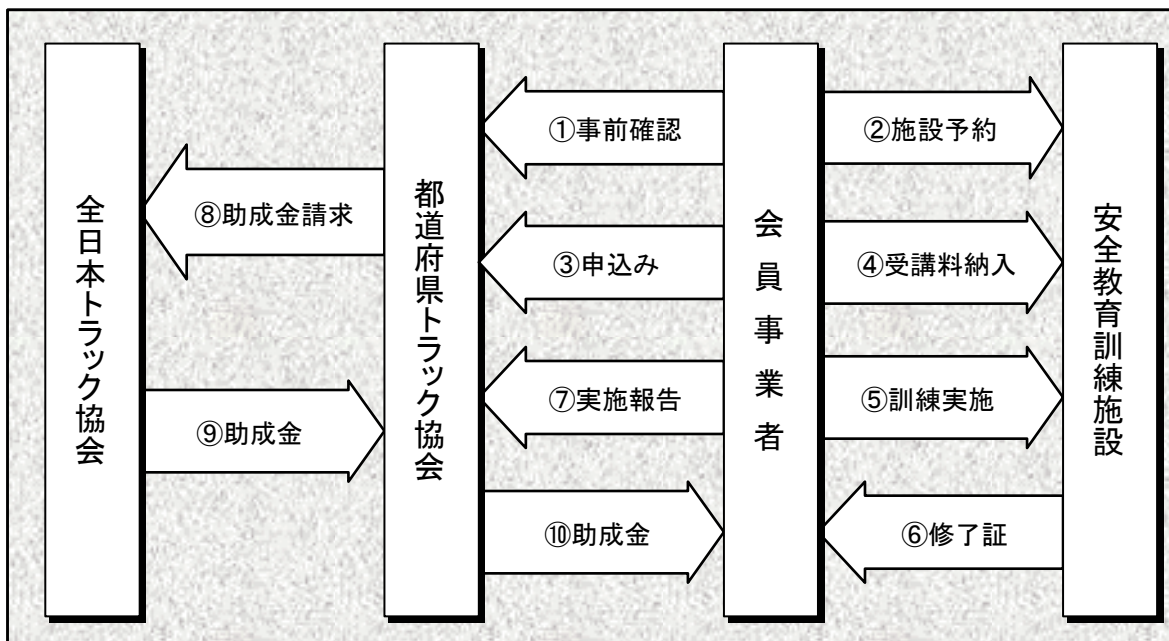 全日本トラック協会
都道府県トラック協会
会員事業者
安全教育訓練施設
①事前確認
②施設予約
③申込み
④受講料納入
⑤訓練実施
⑥修了証
⑦実施報告
⑧助成金請求
⑨助成金
⑩助成金